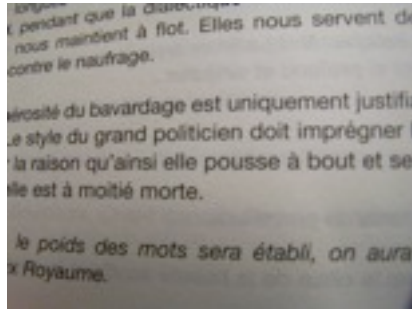 longues
pendant que la dialectique
nous maintient à flot. Elles nous servent de
contre le naufrage.
du bavardage est uniquement justifi
Le style du grand politicien doit imprégner
la raison qu'ainsi elle pousse à bout et se
elle est à moitié morte.
le poids des mots sera établi, on aura
Royaume.